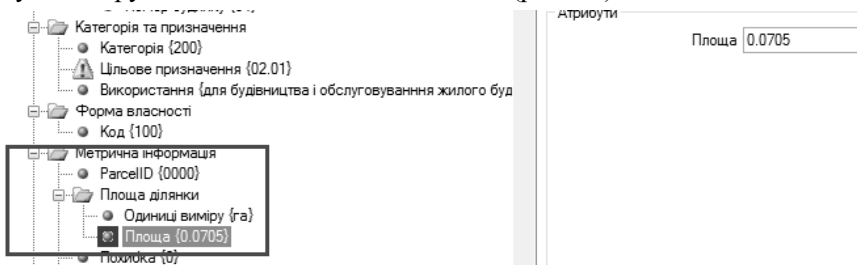 Категорія та призначення
Категорія {200}
Цільове призначення {02.01}
Використання {для будівництва і обслуговуванння жилого буд
Форма власності
Код {100}
Метрична інформація
ParcelID {0000}
Площа ділянки
Одиниці виміру {га}
Площа {0.0705}
Похибка {0}
Атрибути
Площа 0.0705